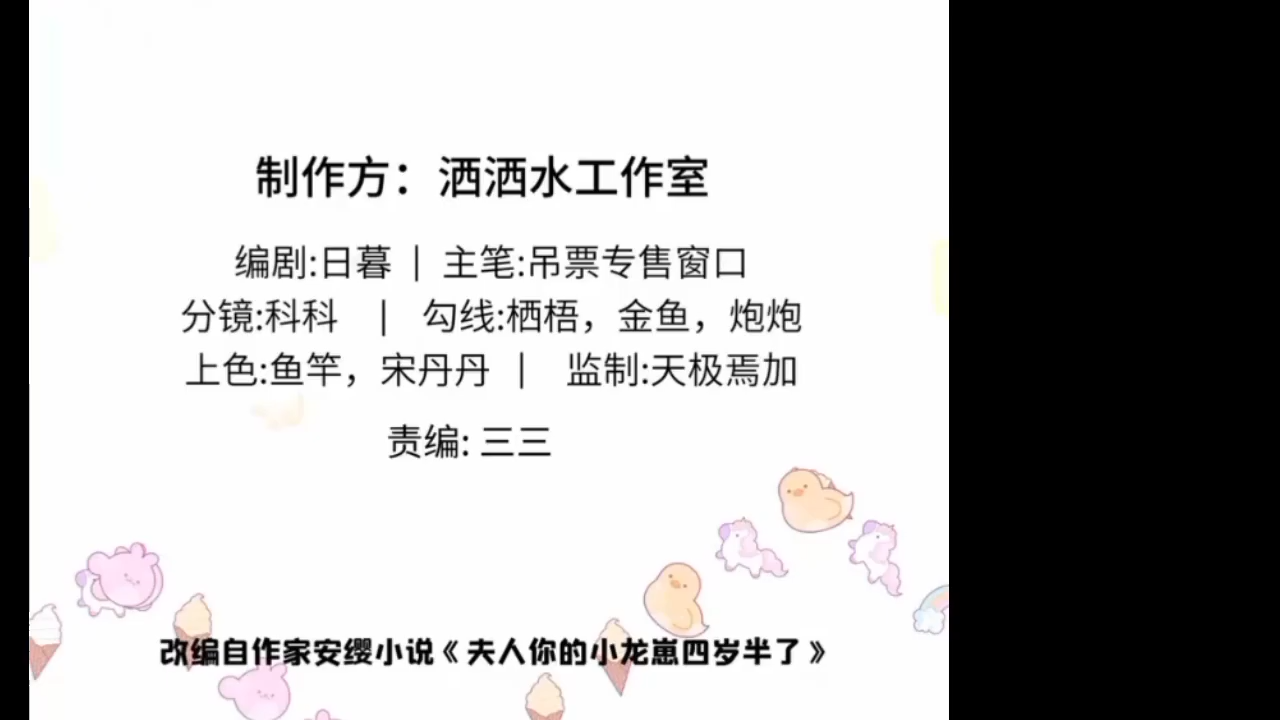 制作方：洒洒水工作室
编剧:日暮 | 主笔:吊票专售窗口
分镜:科科 | 勾线:栖梧，金鱼，炮炮
上色:鱼竿，宋丹丹 | 监制:天极焉加
责编: 三三
改编自作家安缨小说《夫人你的小龙崽四岁半了》